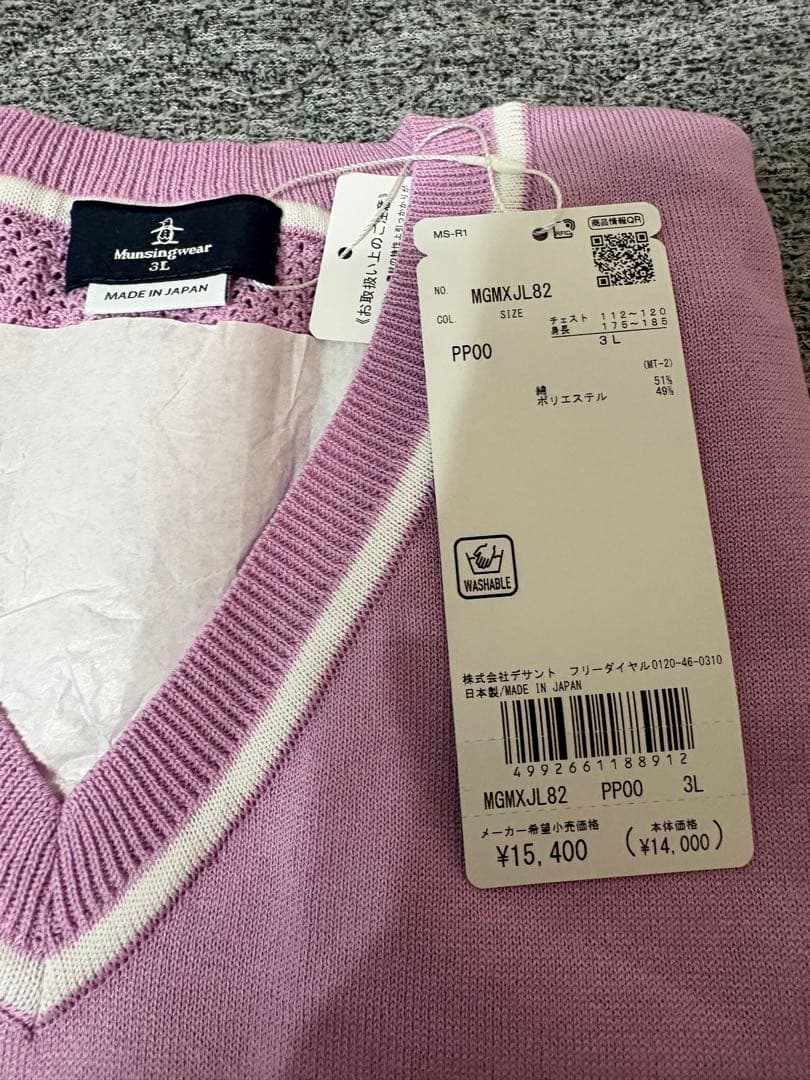 Munsingwear
3L
MADE IN JAPAN
《お取扱い上のご注意》
MS-R1
商品情報QR
NO. MGMXJL82
COL. SIZE チェスト 112～120
身長 175～185
PP00 3L
(MT-2)
綿 51%
ポリエステル 49%
WASHABLE
株式会社デサント フリーダイヤル0120-46-0310
日本製/MADE IN JAPAN
4992661188912
MGMXJL82 PP00 3L
メーカー希望小売価格 本体価格
¥15,400 (¥14,000)